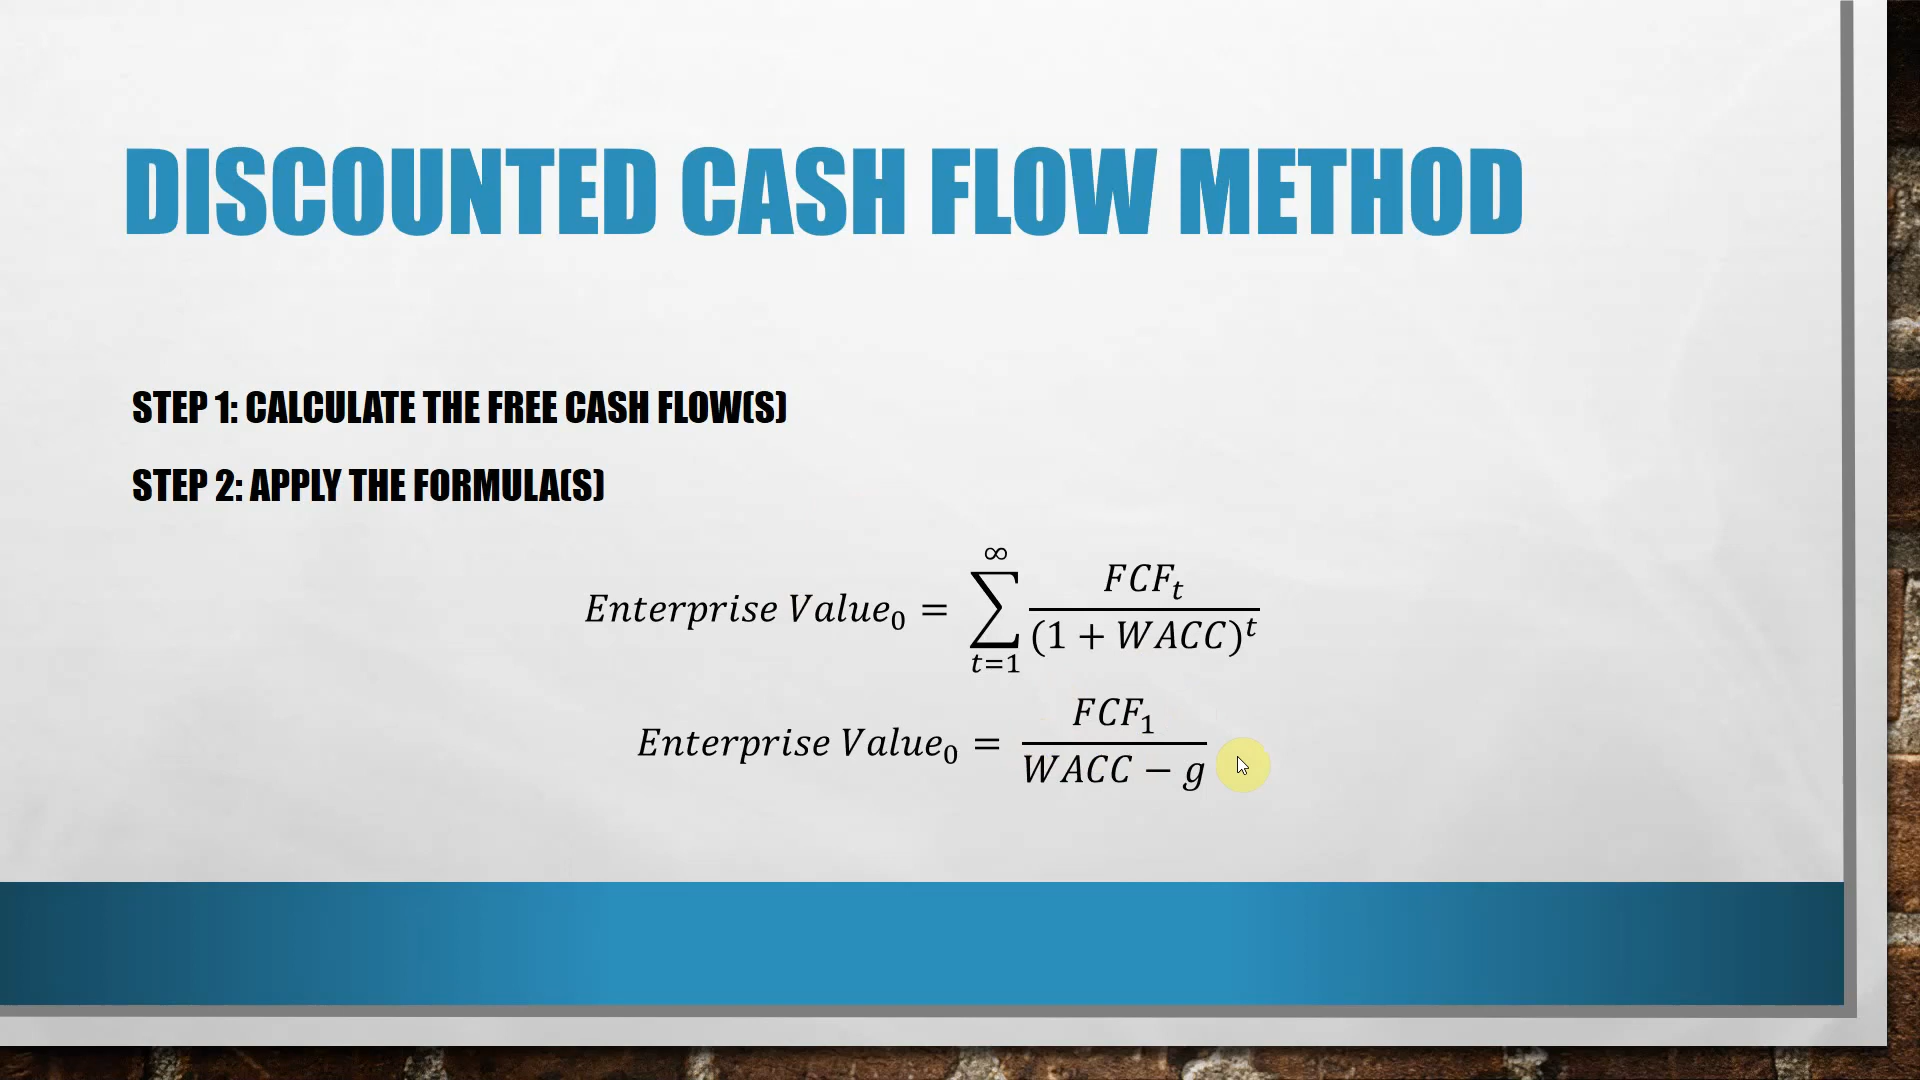 DISCOUNTED CASH FLOW METHOD
STEP 1: CALCULATE THE FREE CASH FLOW(S)
STEP 2: APPLY THE FORMULA(S)
Enterprise Value₀ = ∑_{t=1}^{∞} FCF_t / (1 + WACC)^t
Enterprise Value₀ = FCF₁ / (WACC − g)